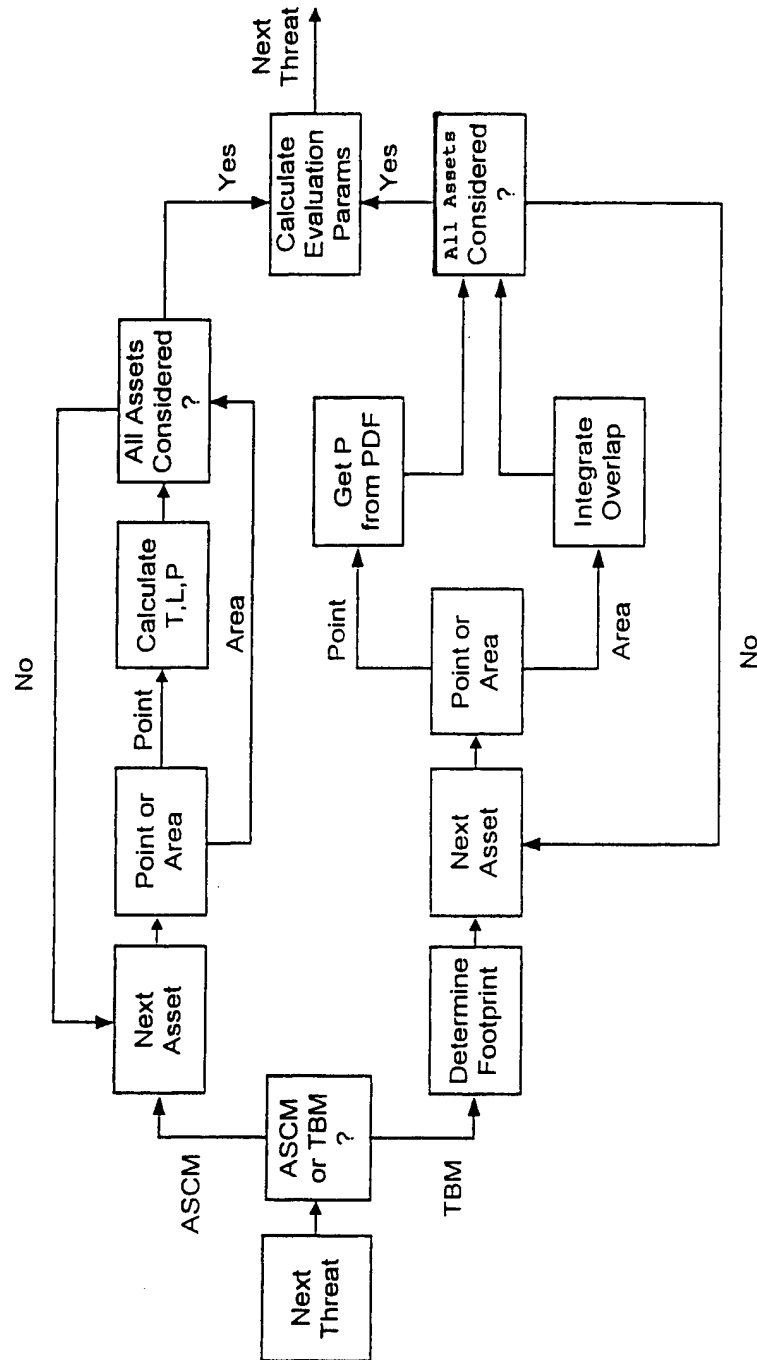 Next
Threat
ASCM
or TBM
?
ASCM
TBM
Next
Asset
Point or
Area
Point
Area
Calculate
T,L,P
All Assets
Considered
?
No
Yes
Determine
Footprint
Next
Asset
Point or
Area
Point
Area
Get P
from PDF
Integrate
Overlap
All Assets
Considered
?
No
Yes
Calculate
Evaluation
Params
Next
Threat